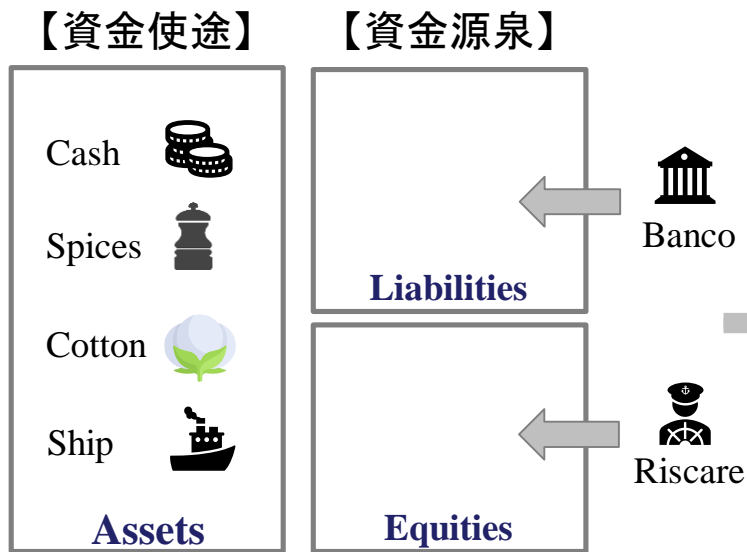 【資金使途】
【資金源泉】
Cash
Spices
Cotton
Ship
Assets
Liabilities
Equities
Banco
Riscare